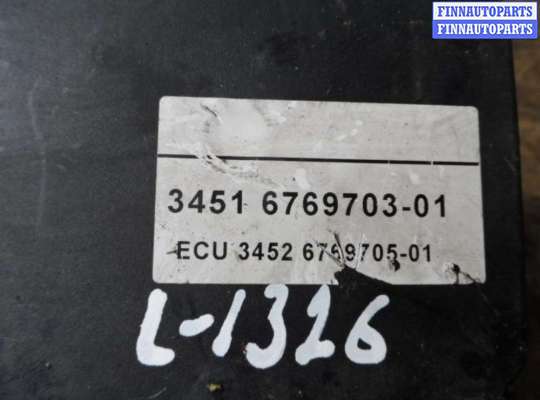 FINNAUTOPARTS
FINNAUTOPARTS
3451 6769703-01
ECU 3452 6769705-01
L-1326